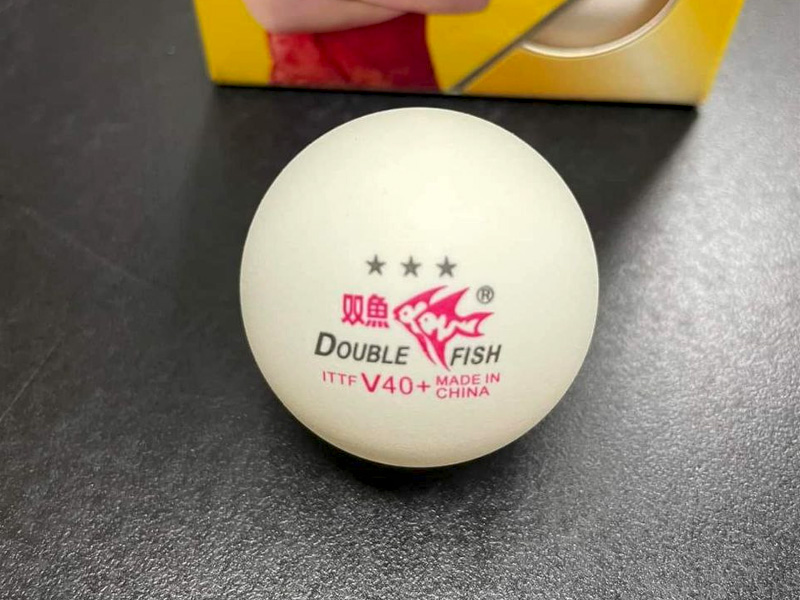 ★★★
双魚 ®
DOUBLE FISH
ITTF V40+ MADE IN CHINA